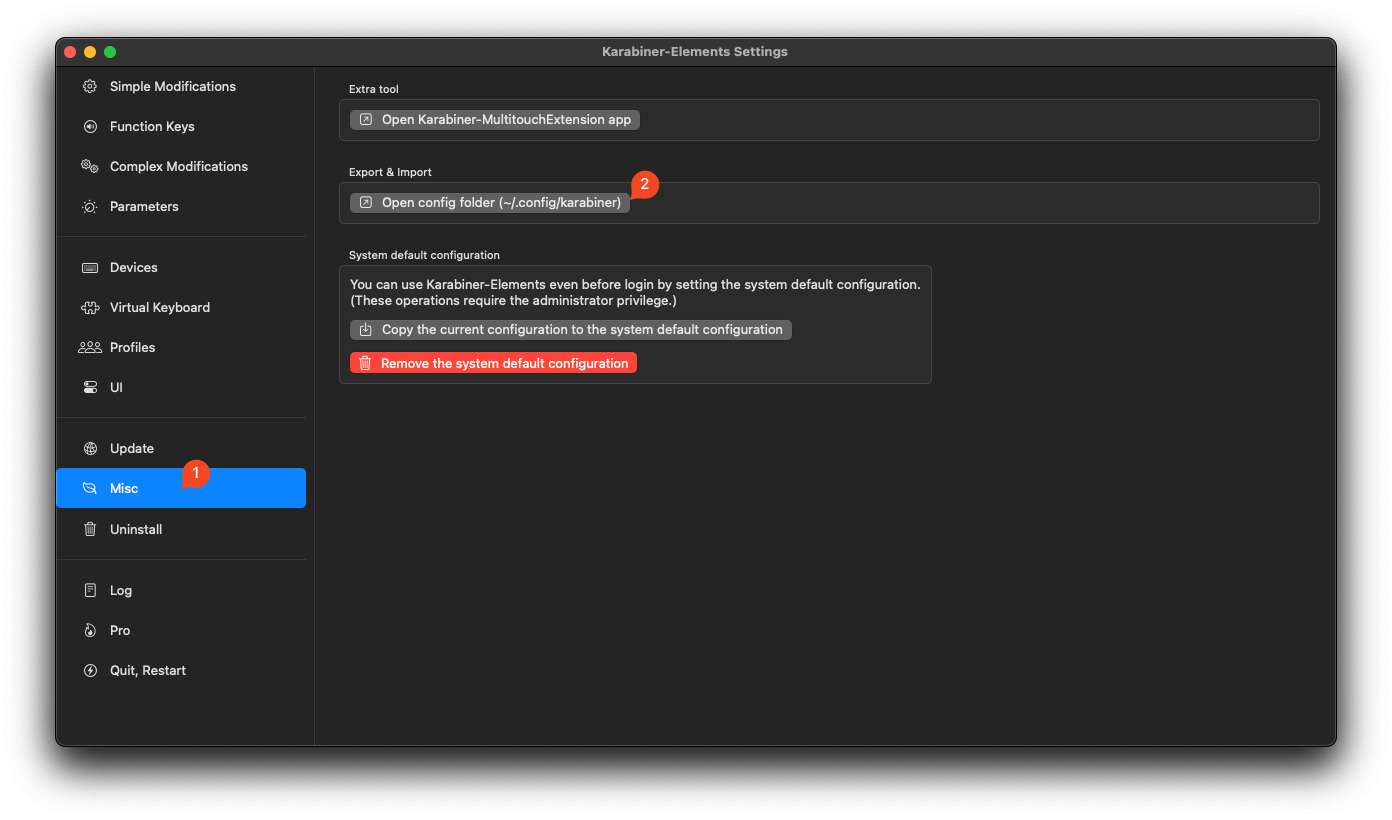 Karabiner-Elements Settings
Simple Modifications
Function Keys
Complex Modifications
Parameters
Devices
Virtual Keyboard
Profiles
UI
Update
Misc
1
Uninstall
Log
Pro
Quit, Restart
Extra tool
Open Karabiner-MultitouchExtension app
Export & Import
Open config folder (~/.config/karabiner)
2
System default configuration
You can use Karabiner-Elements even before login by setting the system default configuration.
(These operations require the administrator privilege.)
Copy the current configuration to the system default configuration
Remove the system default configuration